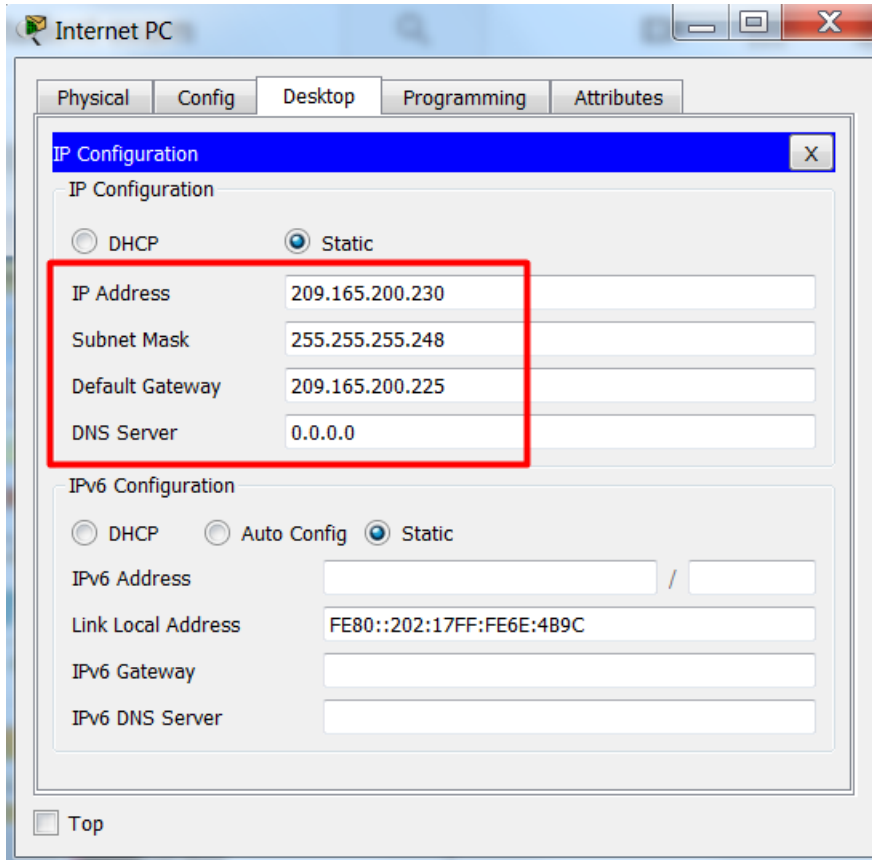 Internet PC
X
Physical Config Desktop Programming Attributes
IP Configuration X
IP Configuration
DHCP Static
IP Address 209.165.200.230
Subnet Mask 255.255.255.248
Default Gateway 209.165.200.225
DNS Server 0.0.0.0
IPv6 Configuration
DHCP Auto Config Static
IPv6 Address /
Link Local Address FE80::202:17FF:FE6E:4B9C
IPv6 Gateway
IPv6 DNS Server
Top